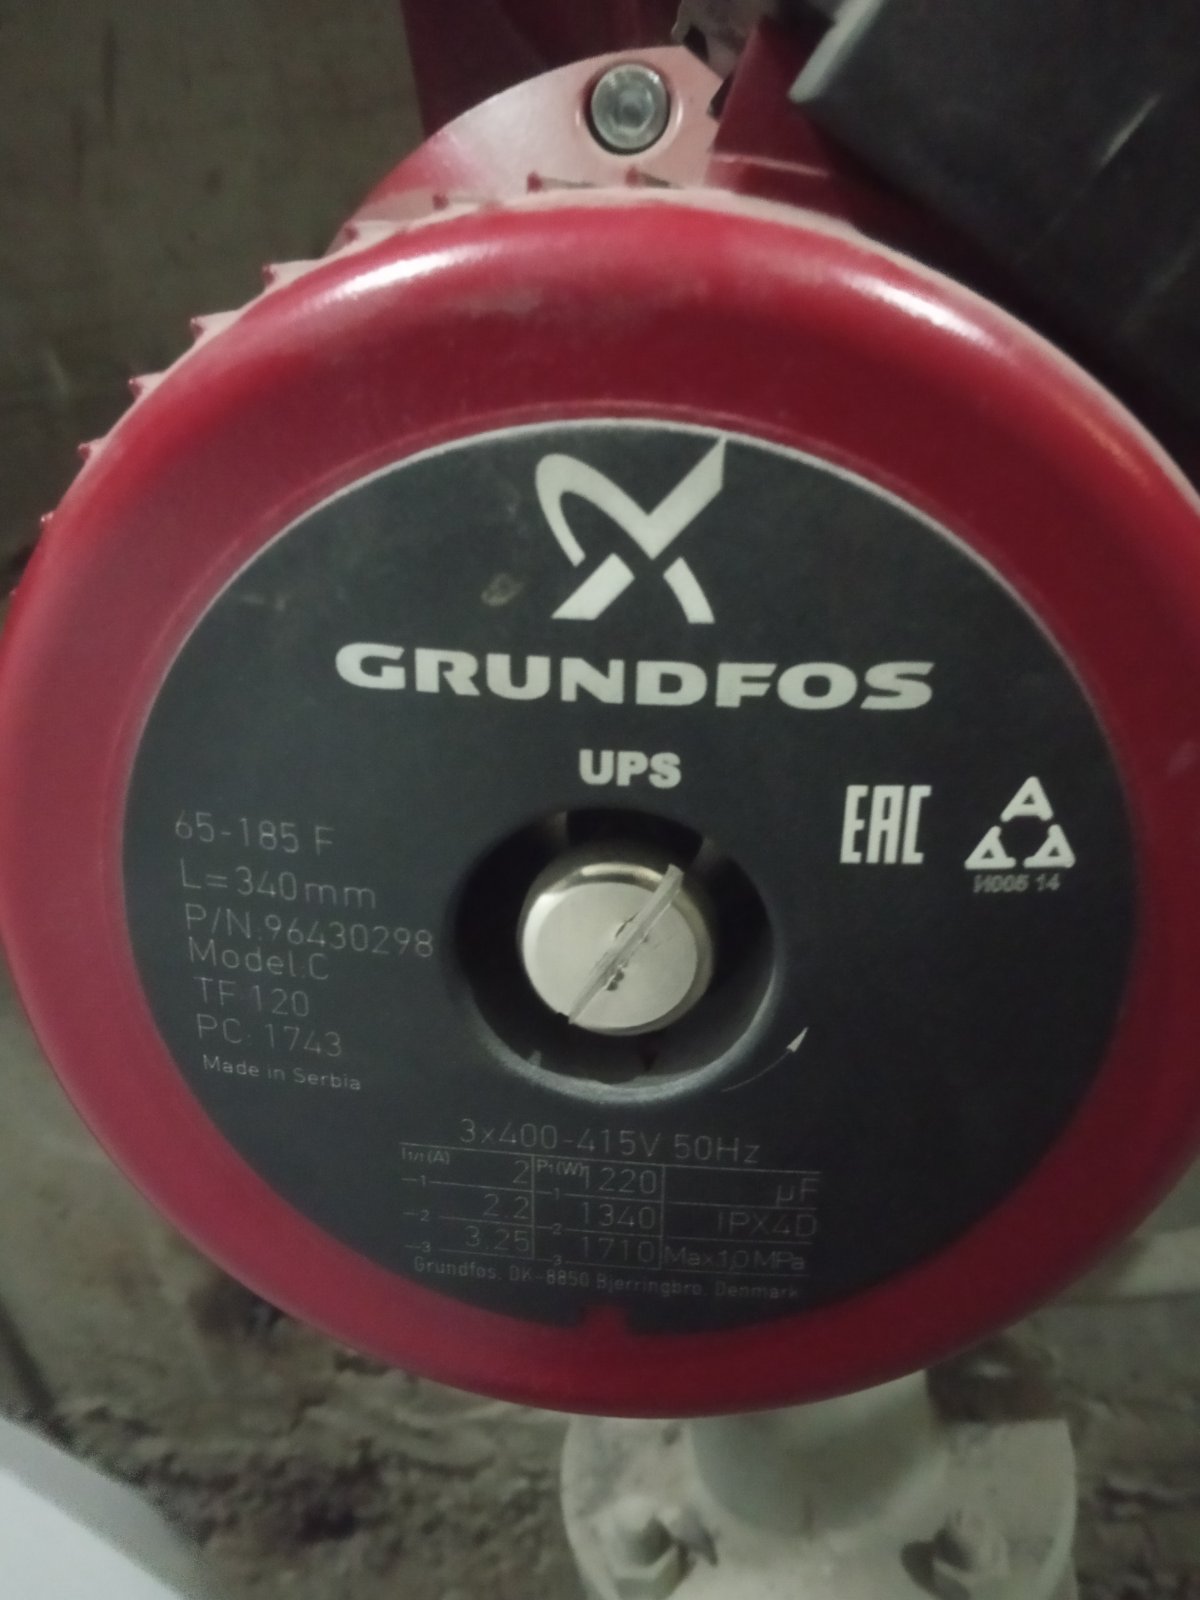 GRUNDFOS
UPS
65-185 F
L=340mm
P/N.96430298
Model.C
TF 120
PC 1743
Made in Serbia
EAC
A
A A
И005 14
3x400-415V 50Hz
I1/1(A) 2 P1(W) 1220 µF
1 2.2 1 1340 IPX4D
2 3.25 2 1710 Max1,0MPa
3 3
Grundfos, DK-8850 Bjerringbro, Denmark